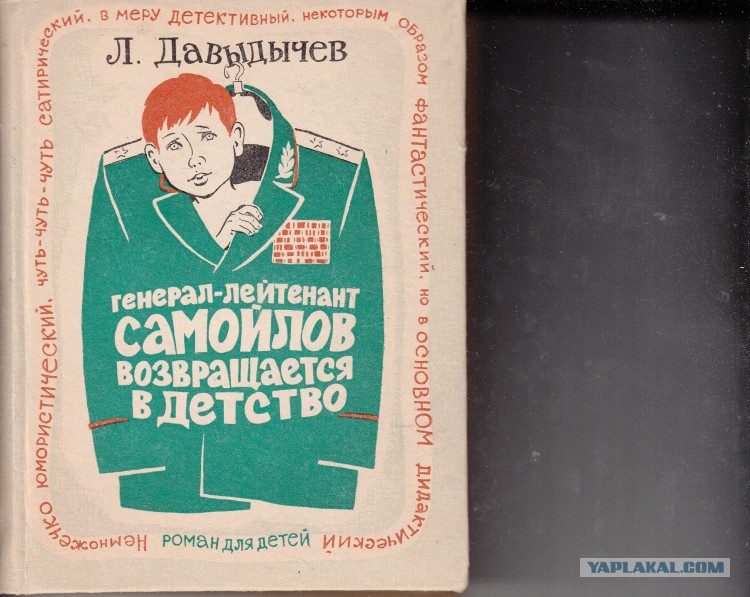 Немножечко юмористический, чуть-чуть-чуть сатирический, в меру детективный, некоторым образом фантастический, но в основном дидактический
роман для детей
Л. Давыдычев
генерал-лейтенант
Самойлов
возвращается
в детство
YAPLAKAL.COM